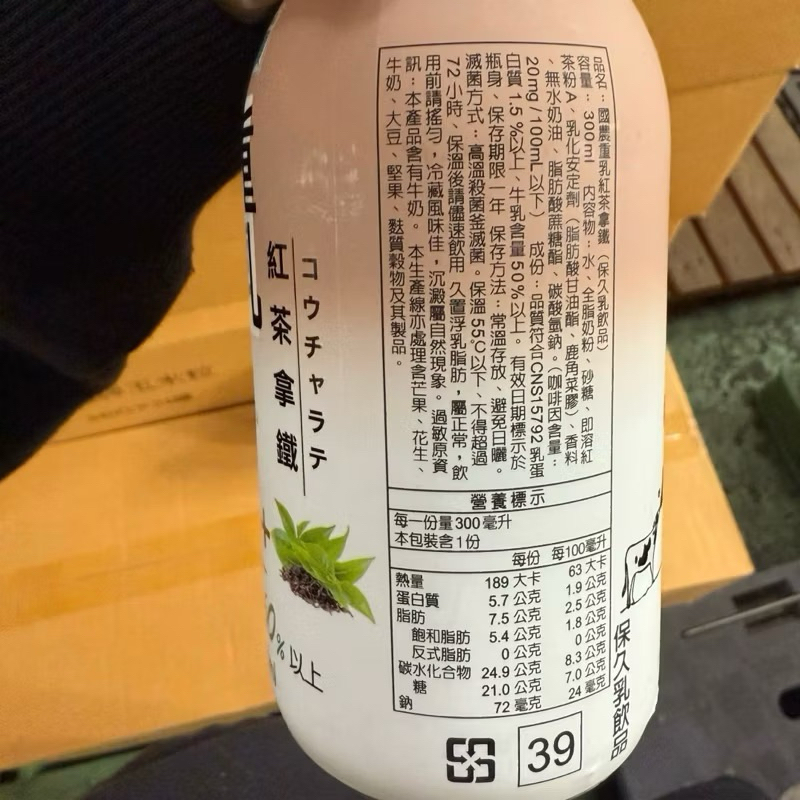 品名：國農重乳紅茶拿鐵（保久乳飲品）
容量：300ml 內容物：水、全脂奶粉、砂糖、即溶紅
茶粉A、乳化安定劑（脂肪酸甘油酯、鹿角菜膠）、香料
、無水奶油、脂肪酸蔗糖酯、碳酸氫鈉。（咖啡因含量：
20mg/100mL以下） 成份：品質符合CNS15792乳蛋
白質1.5%以上、牛乳含量50%以上。 有效日期標示於
瓶身、保存期限一年 保存方法：常溫存放、避免日曬。
滅菌方式：高溫殺菌釜滅菌。保溫55℃以下、不得超過
72小時、保溫後請儘速飲用 久置浮乳脂肪，屬正常，飲
用前請搖勻，冷藏風味佳，沉澱屬自然現象。 過敏原資
訊：本產品含有牛奶。 本生產線亦處理含芒果、花生、
牛奶、大豆、堅果、麩質穀物及其製品。
コウチャラテ
紅茶拿鐵
0%以上
營養標示
每一份量300毫升
本包裝含1份
每份 每100毫升
熱量 189大卡 63大卡
蛋白質 5.7公克 1.9公克
脂肪 7.5公克 2.5公克
飽和脂肪 5.4公克 1.8公克
反式脂肪 0公克 0公克
碳水化合物 24.9公克 8.3公克
糖 21.0公克 7.0公克
鈉 72毫克 24毫克
保久乳飲品
39